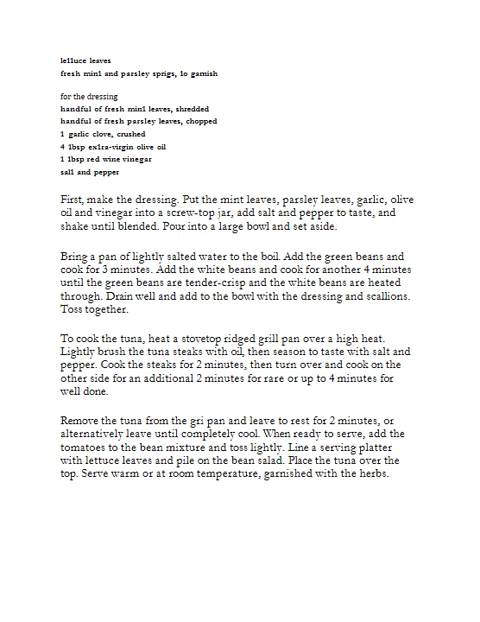 le11uce leaves
fresh min1 and parsley sprigs, 1o garnish
for the dressing
handful of fresh min1 leaves, shredded
handful of fresh parsley leaves, chopped
1 garlic clove, crushed
4 1bsp ex1ra-virgin olive oil
1 1bsp red wine vinegar
sal1 and pepper
First, make the dressing. Put the mint leaves, parsley leaves, garlic, olive
oil and vinegar into a screw-top jar, add salt and pepper to taste, and
shake until blended. Pour into a large bowl and set aside.
Bring a pan of lightly salted water to the boil. Add the green beans and
cook for 3 minutes. Add the white beans and cook for another 4 minutes
until the green beans are tender-crisp and the white beans are heated
through. Drain well and add to the bowl with the dressing and scallions.
Toss together.
To cook the tuna, heat a stovetop ridged grill pan over a high heat.
Lightly brush the tuna steaks with oil, then season to taste with salt and
pepper. Cook the steaks for 2 minutes, then turn over and cook on the
other side for an additional 2 minutes for rare or up to 4 minutes for
well done.
Remove the tuna from the gri pan and leave to rest for 2 minutes, or
alternatively leave until completely cool. When ready to serve, add the
tomatoes to the bean mixture and toss lightly. Line a serving platter
with lettuce leaves and pile on the bean salad. Place the tuna over the
top. Serve warm or at room temperature, garnished with the herbs.